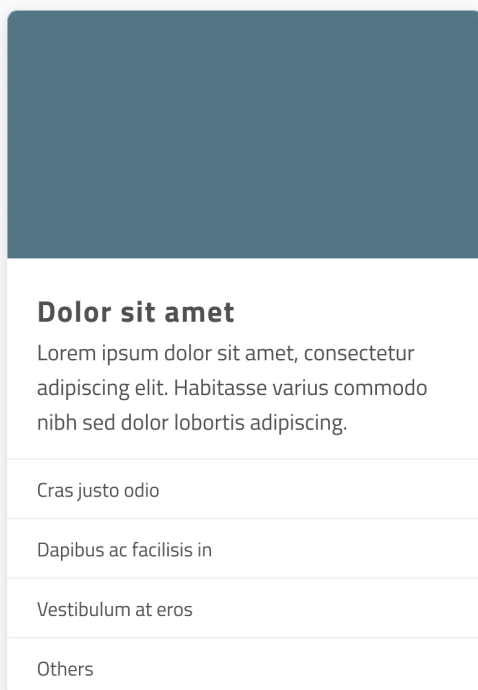 Dolor sit amet
Lorem ipsum dolor sit amet, consectetur
adipiscing elit. Habitasse varius commodo
nibh sed dolor lobortis adipiscing.
Cras justo odio
Dapibus ac facilisis in
Vestibulum at eros
Others